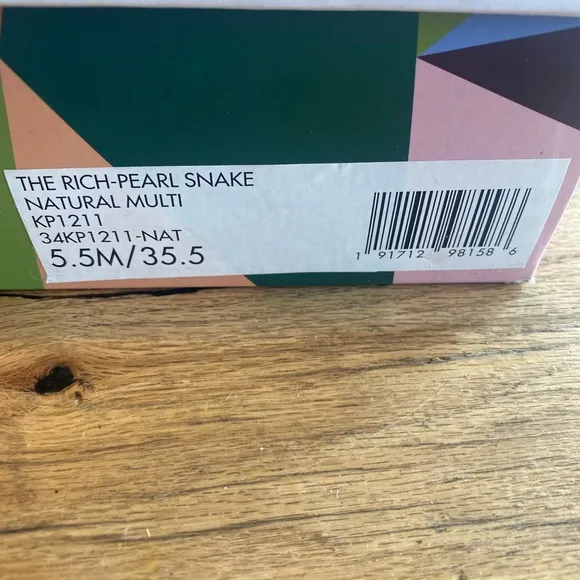 THE RICH-PEARL SNAKE
NATURAL MULTI
KP1211
34KP1211-NAT
5.5M/35.5
1 91712 98158 6